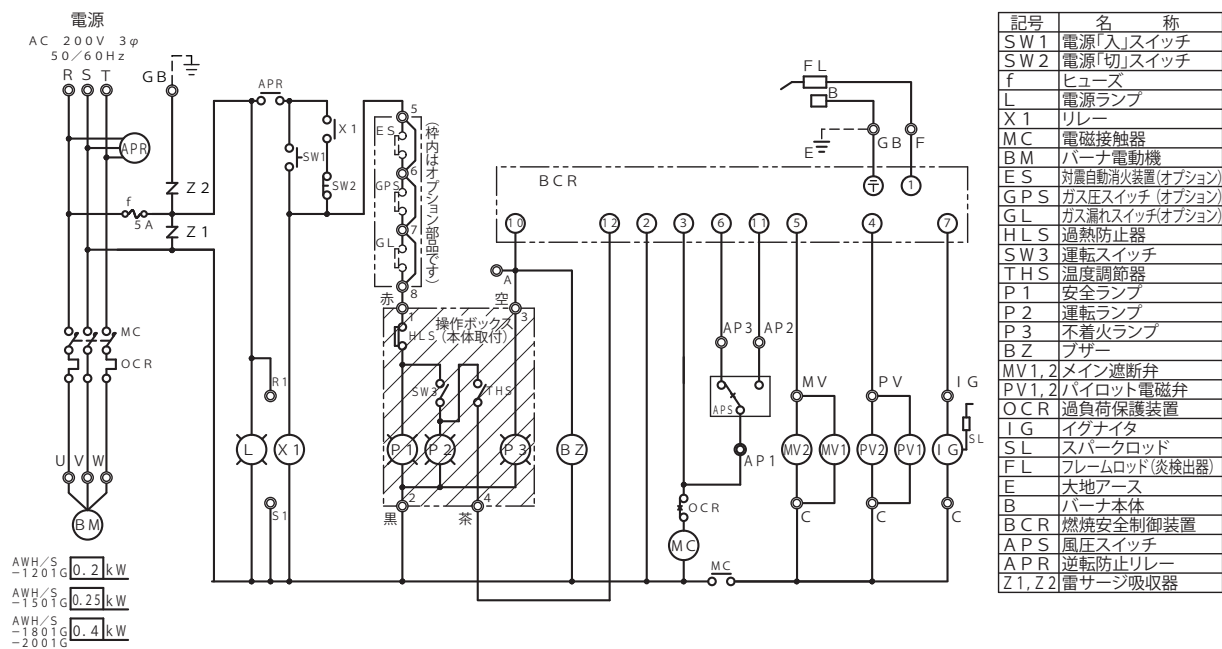 電源
AC 200V 3φ
50/60Hz
R S T
GB
APR
Z2
f
5A
Z1
MC
OCR
U V W
BM
AWH/S
-1201G 0.2 kW
AWH/S
-1501G 0.25 kW
AWH/S
-1801G
-2001G 0.4 kW
APR
X1
SW1
SW2
R1
L
X1
S1
5
ES
6
GPS
7
GL
8
(枠内はオプション部品です)
赤
空
1
3
HLS
操作ボックス
(本体取付)
SW3
THS
P1
P2
P3
2
4
黒
茶
A
BZ
FL
B
E
GB
F
BCR
〒
1
10
12
2
3
6
11
5
4
7
AP3
AP2
APS
AP1
OCR
MC
MC
MV
MV2
MV1
C
PV
PV2
PV1
C
IG
IG
SL
C
記号 名 称
SW1 電源「入」スイッチ
SW2 電源「切」スイッチ
f ヒューズ
L 電源ランプ
X1 リレー
MC 電磁接触器
BM バーナ電動機
ES 対震自動消火装置(オプション)
GPS ガス圧スイッチ (オプション)
GL ガス漏れスイッチ(オプション)
HLS 過熱防止器
SW3 運転スイッチ
THS 温度調節器
P1 安全ランプ
P2 運転ランプ
P3 不着火ランプ
BZ ブザー
MV1,2 メイン遮断弁
PV1,2 パイロット電磁弁
OCR 過負荷保護装置
IG イグナイタ
SL スパークロッド
FL フレームロッド(炎検出器)
E 大地アース
B バーナ本体
BCR 燃焼安全制御装置
APS 風圧スイッチ
APR 逆転防止リレー
Z1,Z2 雷サージ吸収器